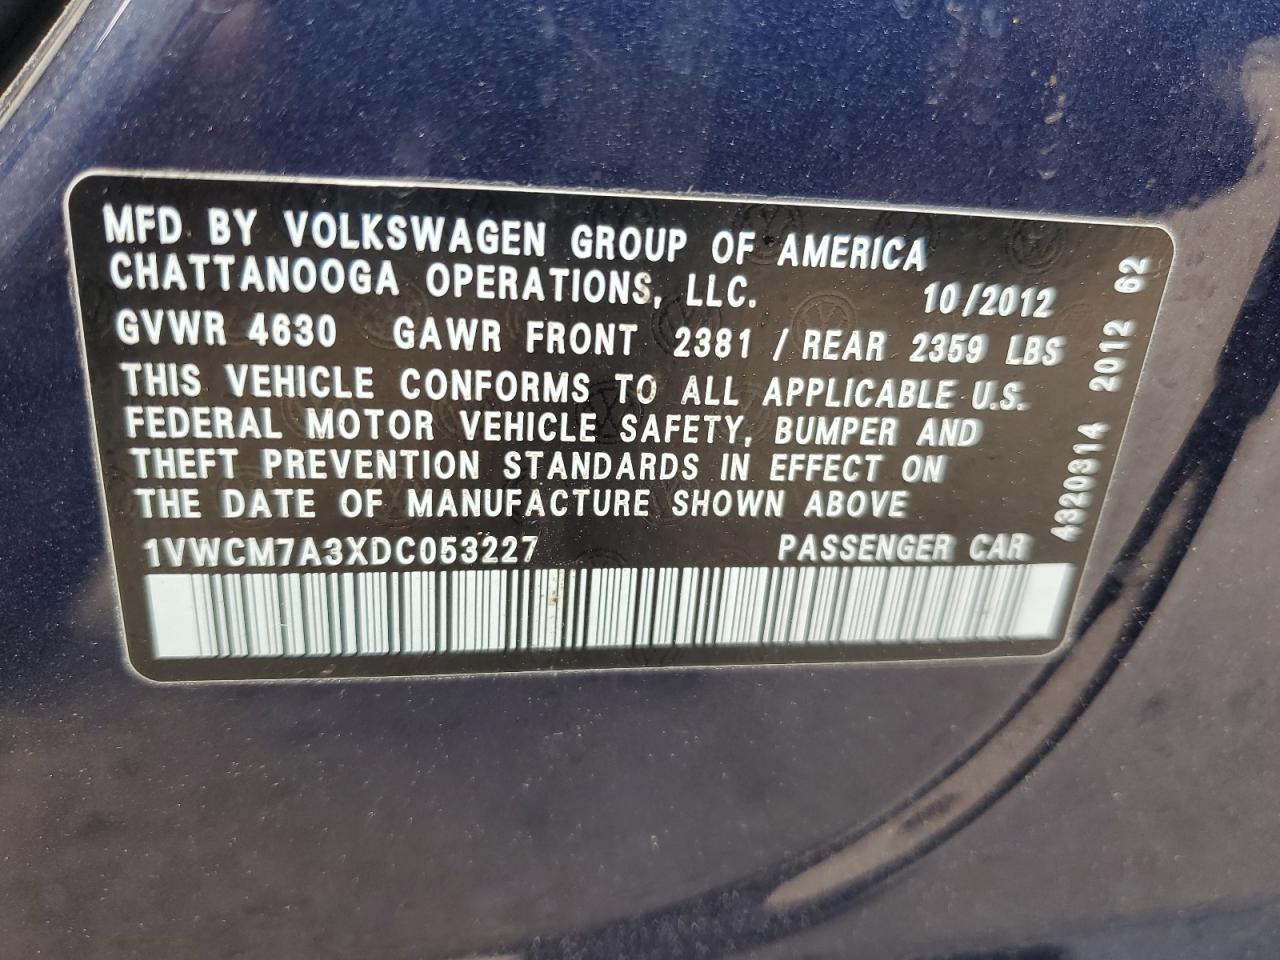 MFD BY VOLKSWAGEN GROUP OF AMERICA
CHATTANOOGA OPERATIONS, LLC. 10/2012
GVWR 4630 GAWR FRONT 2381 / REAR 2359 LBS
THIS VEHICLE CONFORMS TO ALL APPLICABLE U.S.
FEDERAL MOTOR VEHICLE SAFETY, BUMPER AND
THEFT PREVENTION STANDARDS IN EFFECT ON
THE DATE OF MANUFACTURE SHOWN ABOVE
1VWCM7A3XDC053227 PASSENGER CAR
4320314 2012 62